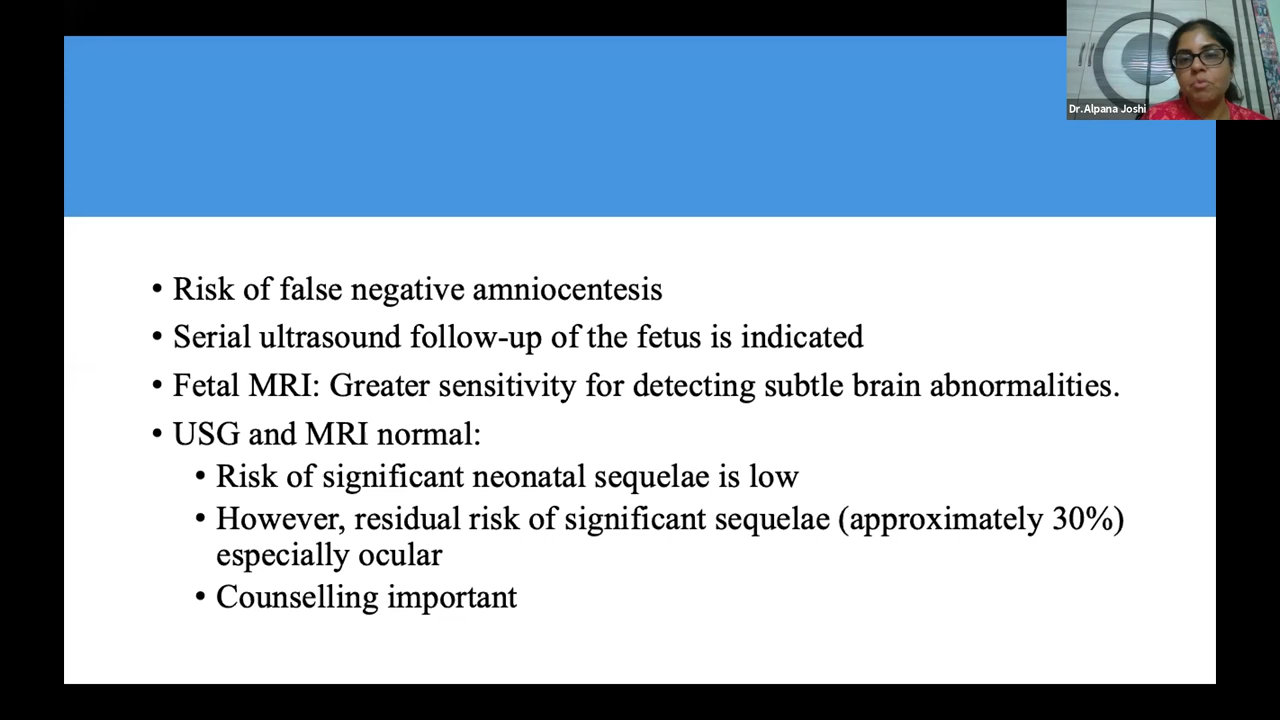 Dr.Alpana Joshi
• Risk of false negative amniocentesis
• Serial ultrasound follow-up of the fetus is indicated
• Fetal MRI: Greater sensitivity for detecting subtle brain abnormalities.
• USG and MRI normal:
• Risk of significant neonatal sequelae is low
• However, residual risk of significant sequelae (approximately 30%)
especially ocular
• Counselling important